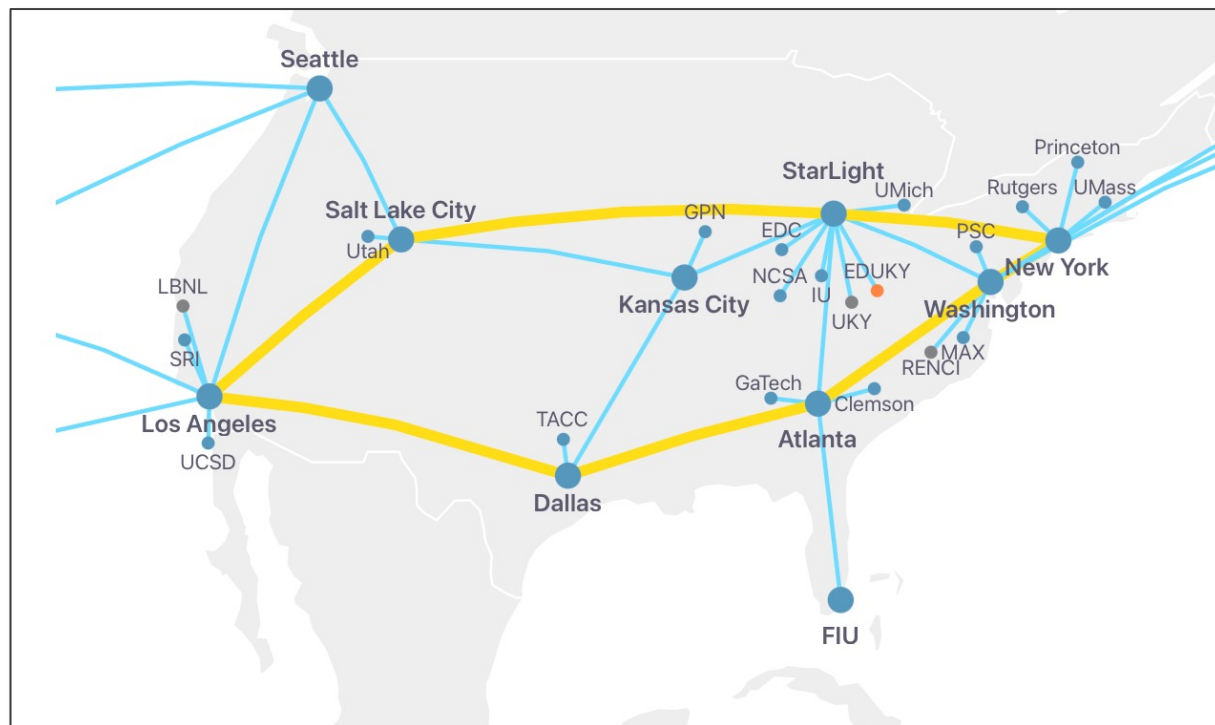 Seattle
Princeton
StarLight
UMich
Rutgers
UMass
Salt Lake City
GPN
EDC
PSC
Utah
NCSA
IU
EDUKY
New York
LBNL
Kansas City
UKY
Washington
SRI
MAX
RENCI
GaTech
Clemson
Los Angeles
TACC
Atlanta
UCSD
Dallas
FIU